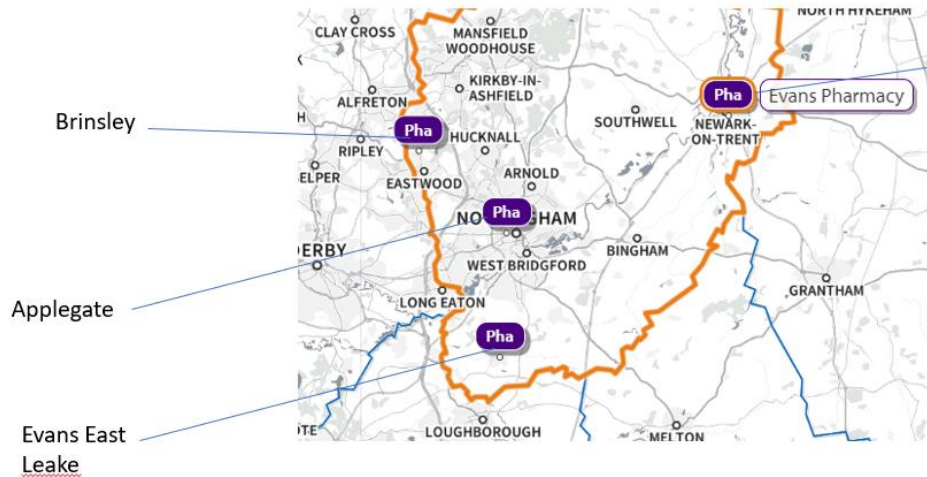 NORTH HYKEHAM
CLAY CROSS
MANSFIELD
WOODHOUSE
KIRKBY-IN-
ASHFIELD
ALFRETON
Pha
Evans Pharmacy
Brinsley
Pha
HUCKNALL
SOUTHWELL
NEWARK-
ON-TRENT
RIPLEY
ELPER
EASTWOOD
ARNOLD
Pha
NO GHAM
DERBY
WEST BRIDGFORD
BINGHAM
GRANTHAM
Applegate
LONG EATON
Pha
Evans East
Leake
OTE
LOUGHBOROUGH
MELTON